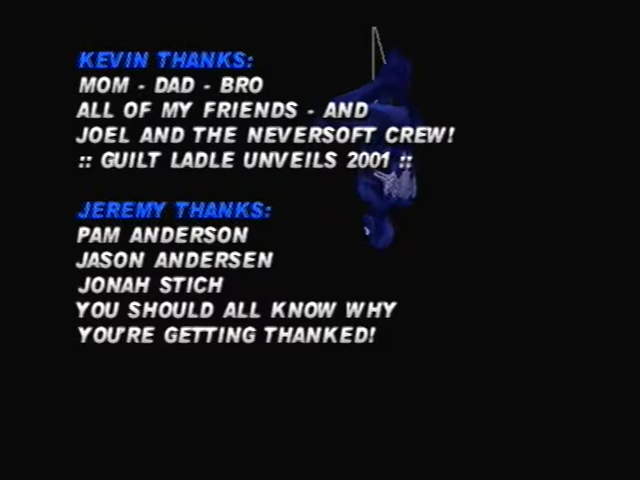 KEVIN THANKS:
MOM - DAD - BRO
ALL OF MY FRIENDS - AND
JOEL AND THE NEVERSOFT CREW!
:: GUILT LADLE UNVEILS 2001 ::
JEREMY THANKS:
PAM ANDERSON
JASON ANDERSEN
JONAH STICH
YOU SHOULD ALL KNOW WHY
YOU'RE GETTING THANKED!